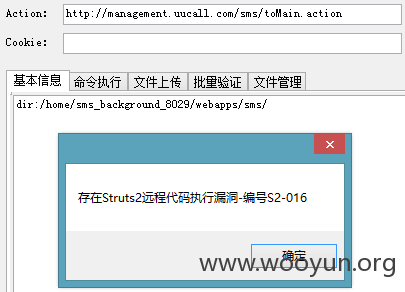 Action: http://management.uucall.com/sms/toMain.action
Cookie:
基本信息 命令执行 文件上传 批量验证 文件管理
dir:/home/sms_background_8029/webapps/sms/
存在Struts2远程代码执行漏洞-编号S2-016
确定
www.wooyun.org